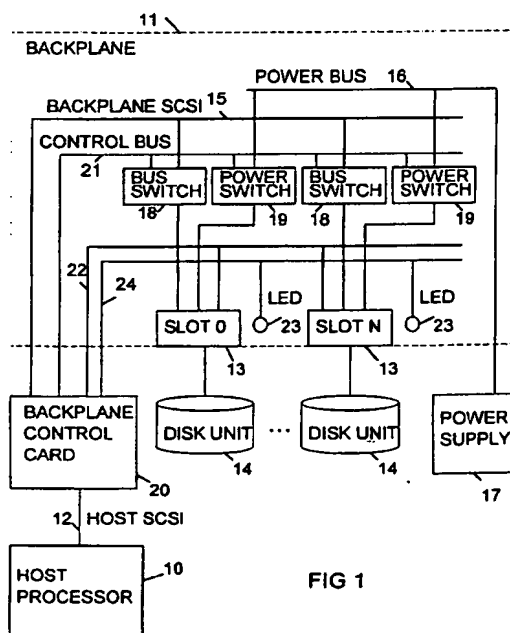 11
BACKPLANE
POWER BUS
16
BACKPLANE SCSI
15
CONTROL BUS
21
BUS SWITCH
POWER SWITCH
BUS SWITCH
POWER SWITCH
18
19
18
19
22
24
LED
LED
SLOT 0
23
SLOT N
23
13
13
BACKPLANE CONTROL CARD
DISK UNIT
...
DISK UNIT
POWER SUPPLY
14
14
20
17
12
HOST SCSI
10
HOST PROCESSOR
FIG 1